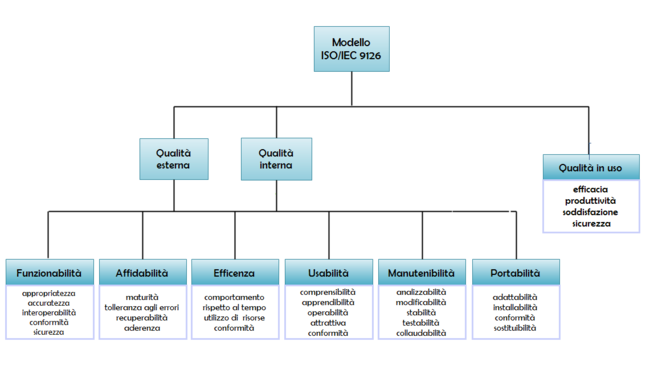 Modello
ISO/IEC 9126
Qualità
esterna
Qualità
interna
Qualità in uso
efficacia
produttività
soddisfazione
sicurezza
Funzionabilità
appropriatezza
accuratezza
interoperabilità
conformità
sicurezza
Affidabilità
maturità
tolleranza agli errori
recuperabilità
aderenza
Efficenza
comportamento
rispetto al tempo
utilizzo di risorse
conformità
Usabilità
comprensibilità
apprendibilità
operabilità
attrattiva
conformità
Manutenibilità
analizzabilità
modificabilità
stabilità
testabilità
collaudabilità
Portabilità
adattabilità
installabilità
conformità
sostituibilità